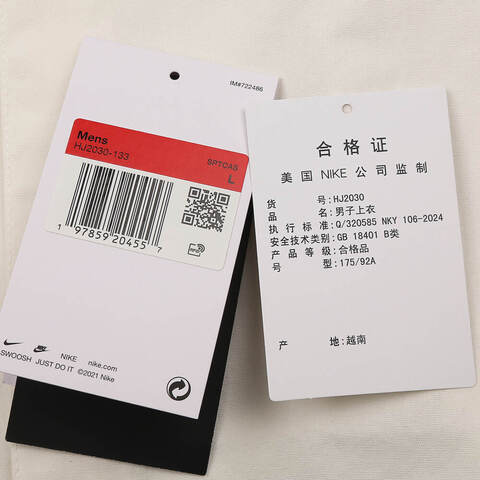 IM#722486
Mens
HJ2030-133
SRTCAS
L
1 97859 20455 7
RFID
NIKE
nike.com
SWOOSH JUST DO IT ©2021 Nike
合格证
美国 NIKE 公司监制
货 号:HJ2030
品 名:男子上衣
执行标准:Q/320585 NKY 106-2024
安全技术类别:GB 18401 B类
产品等级:合格品
号 型:175/92A
产 地:越南